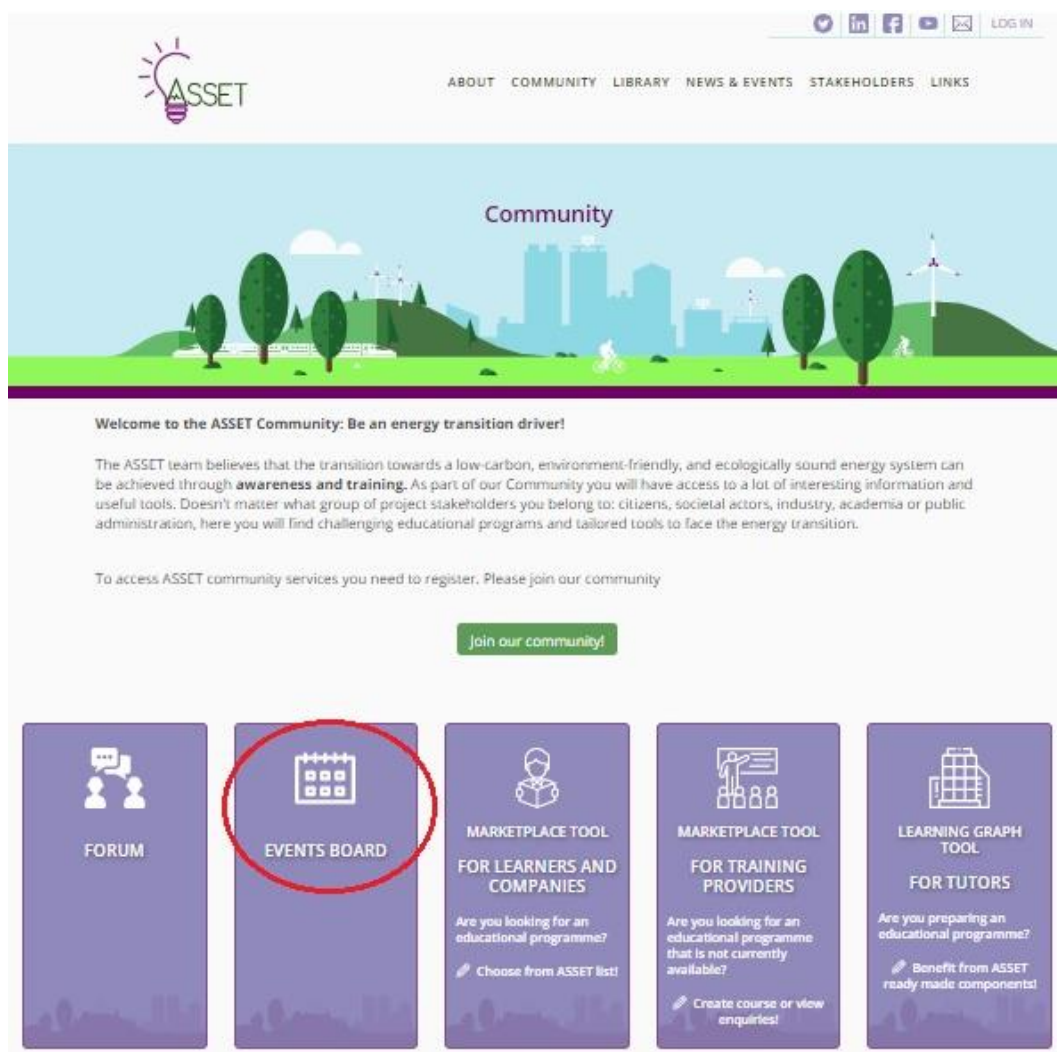 LOG IN
ASSET
ABOUT COMMUNITY LIBRARY NEWS & EVENTS STAKEHOLDERS LINKS
Community
Welcome to the ASSET Community: Be an energy transition driver!
The ASSET team believes that the transition towards a low-carbon, environment-friendly, and ecologically sound energy system can
be achieved through awareness and training. As part of our Community you will have access to a lot of interesting information and
useful tools. Doesn't matter what group of project stakeholders you belong to: citizens, societal actors, industry, academia or public
administration, here you will find challenging educational programs and tailored tools to face the energy transition.
To access ASSET community services you need to register. Please join our community
Join our community!
FORUM
EVENTS BOARD
MARKETPLACE TOOL
FOR LEARNERS AND
COMPANIES
Are you looking for an
educational programme?
Choose from ASSET list!
MARKETPLACE TOOL
FOR TRAINING
PROVIDERS
Are you looking for an
educational programme
that is not currently
available?
Create course or view
enquiries!
LEARNING GRAPH
TOOL
FOR TUTORS
Are you preparing an
educational programme?
Benefit from ASSET
ready made components!